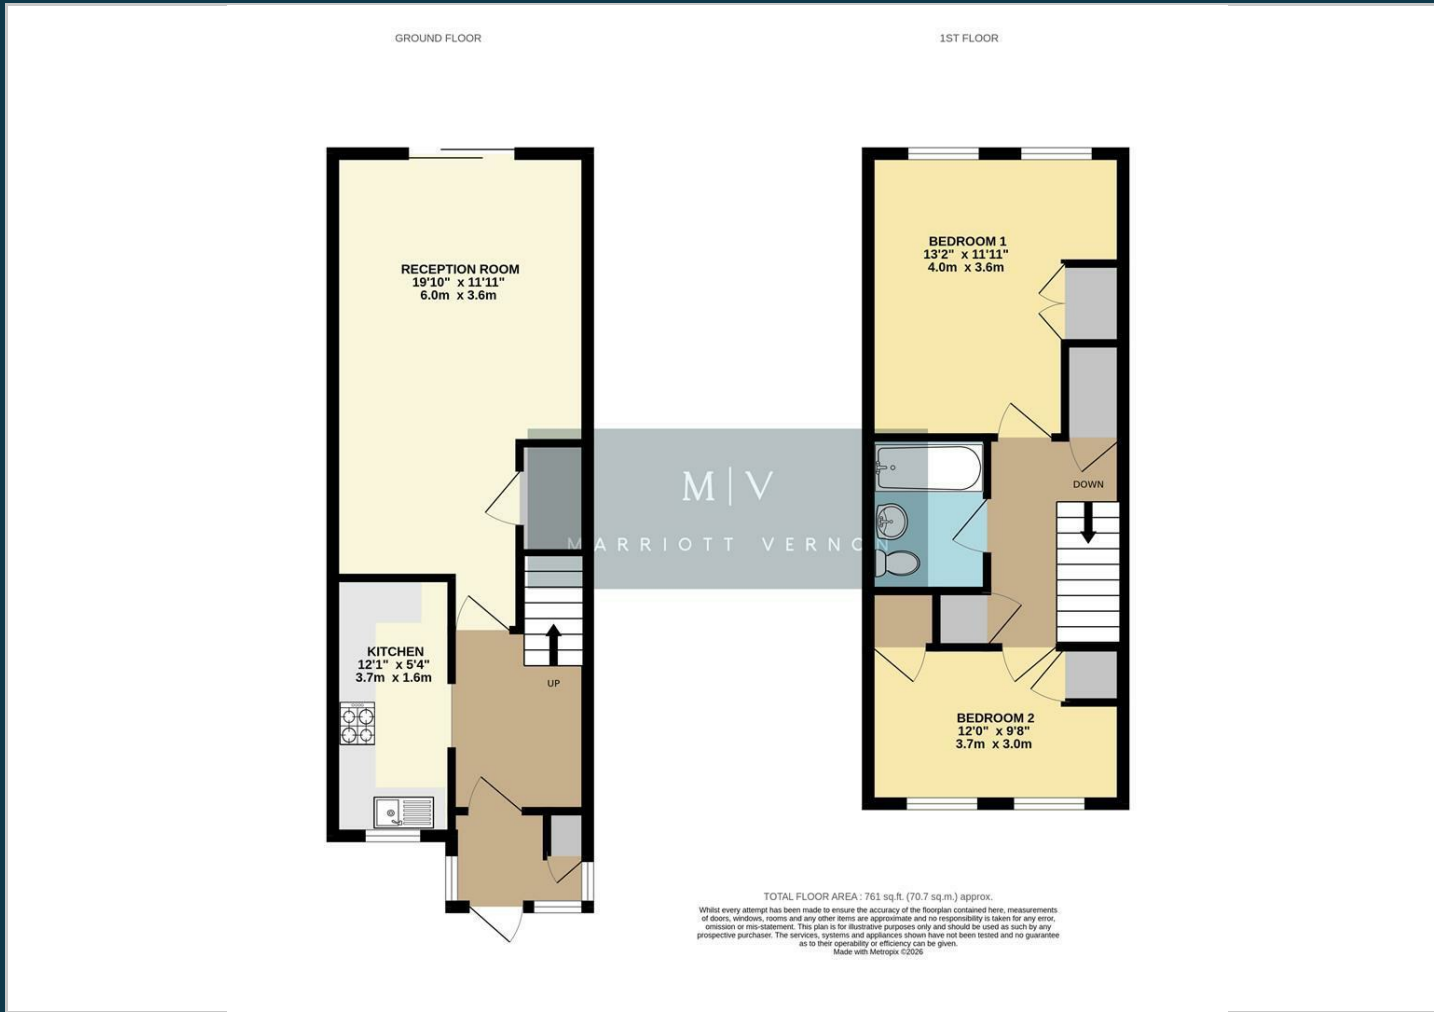 GROUND FLOOR
1ST FLOOR
RECEPTION ROOM
19'10" x 11'11"
6.0m x 3.6m
KITCHEN
12'1" x 5'4"
3.7m x 1.6m
UP
M|V
MARRIOTT VERNON
BEDROOM 1
13'2" x 11'11"
4.0m x 3.6m
DOWN
BEDROOM 2
12'0" x 9'8"
3.7m x 3.0m
TOTAL FLOOR AREA : 761 sq.ft. (70.7 sq.m.) approx.
Whilst every attempt has been made to ensure the accuracy of the floorplan contained here, measurements
of doors, windows, rooms and any other items are approximate and no responsibility is taken for any error,
omission or mis-statement. This plan is for illustrative purposes only and should be used as such by any
prospective purchaser. The services, systems and appliances shown have not been tested and no guarantee
as to their operability or efficiency can be given.
Made with Metropix ©2026